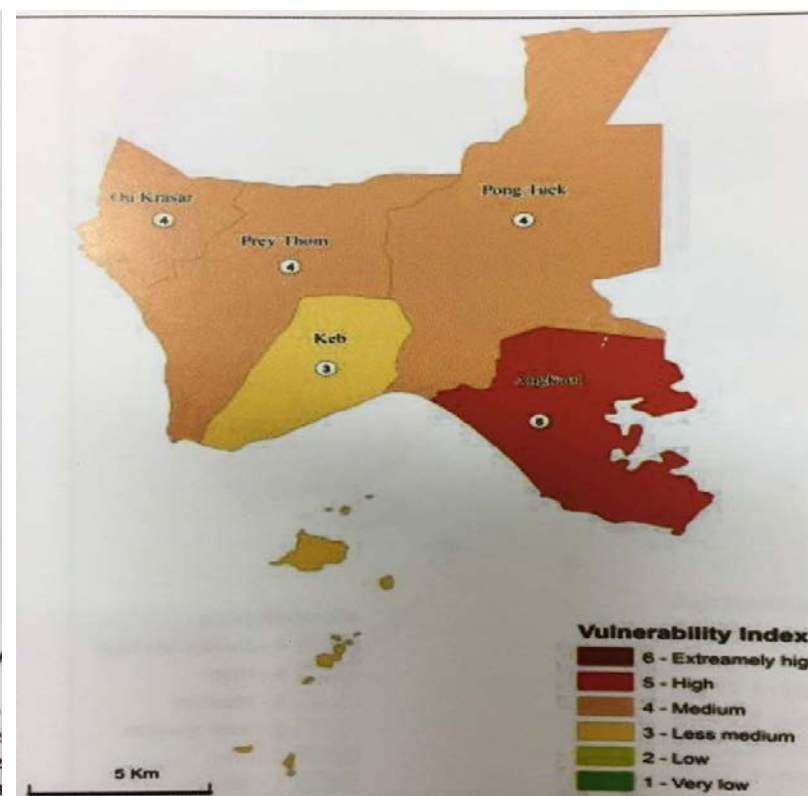 Ou Krasar
4
Prey Thom
4
Pong Tuek
4
Keb
3
5
Vulnerability Index
6 - Extreamely hig
5 - High
4 - Medium
3 - Less medium
2 - Low
1 - Very low
5 Km